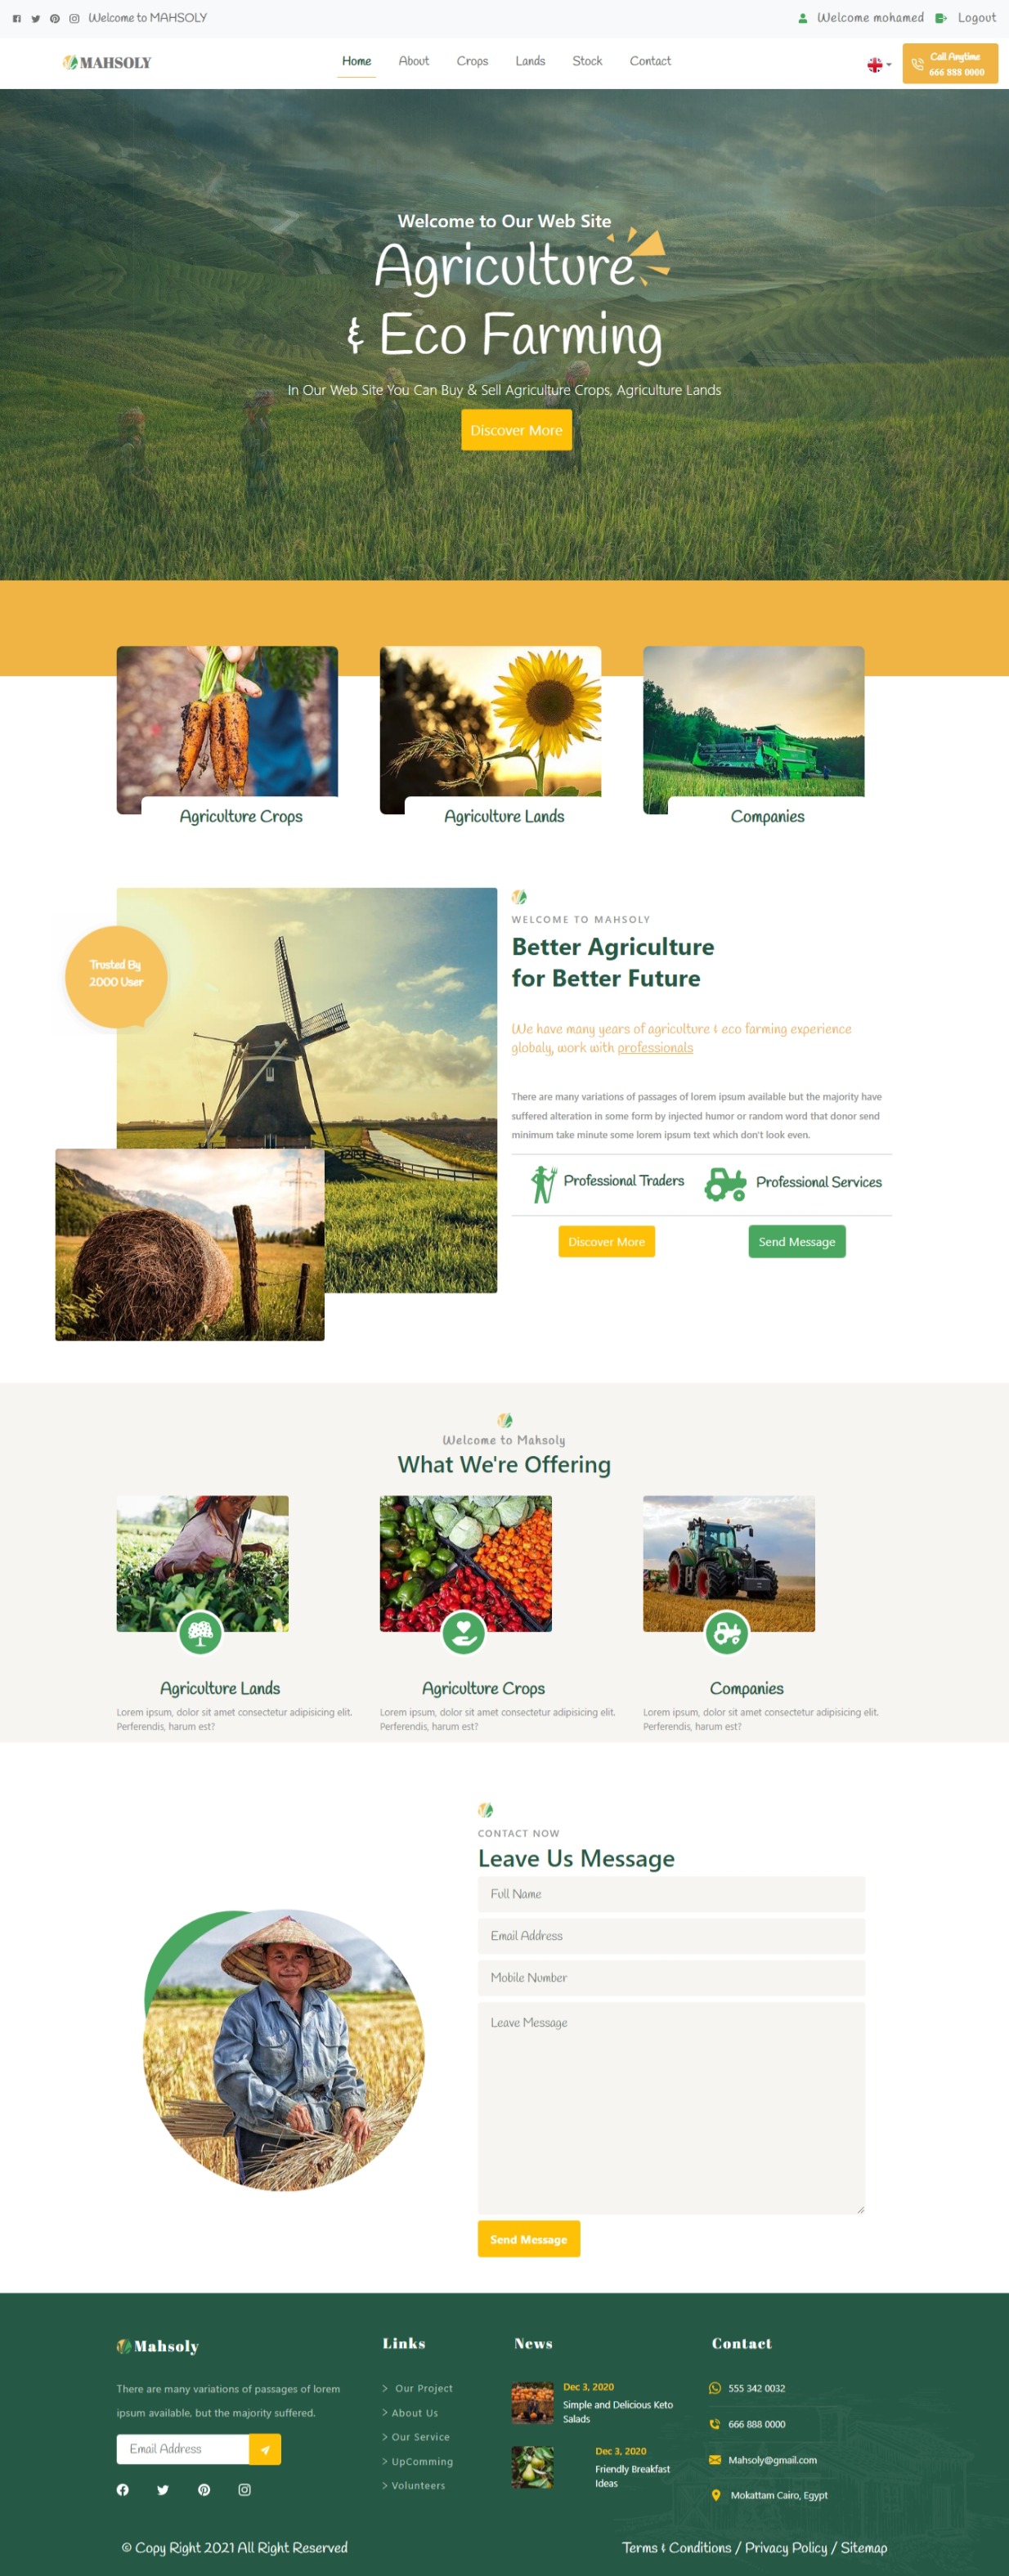 Welcome to MAHSOLY
Welcome mohamed
Logout
MAHSOLY
Home
About
Crops
Lands
Stock
Contact
Call Anytime
666 888 0000
Welcome to Our Web Site
Agriculture
& Eco Farming
In Our Web Site You Can Buy & Sell Agriculture Crops, Agriculture Lands
Discover More
Agriculture Crops
Agriculture Lands
Companies
Trusted By
2000 User
WELCOME TO MAHSOLY
Better Agriculture
for Better Future
We have many years of agriculture & eco farming experience
globaly, work with professionals
There are many variations of passages of lorem ipsum available but the majority have
suffered alteration in some form by injected humor or random word that donor send
minimum take minute some lorem ipsum text which don't look even.
Professional Traders
Professional Services
Discover More
Send Message
Welcome to Mahsoly
What We're Offering
Agriculture Lands
Lorem ipsum, dolor sit amet consectetur adipisicing elit.
Perferendis, harum est?
Agriculture Crops
Lorem ipsum, dolor sit amet consectetur adipisicing elit.
Perferendis, harum est?
Companies
Lorem ipsum, dolor sit amet consectetur adipisicing elit.
Perferendis, harum est?
CONTACT NOW
Leave Us Message
Full Name
Email Address
Mobile Number
Leave Message
Send Message
Mahsoly
There are many variations of passages of lorem
ipsum available, but the majority suffered.
Email Address
Links
> Our Project
> About Us
> Our Service
> UpComming
> Volunteers
News
Dec 3, 2020
Simple and Delicious Keto
Salads
Dec 3, 2020
Friendly Breakfast
Ideas
Contact
555 342 0032
666 888 0000
Mahsoly@gmail.com
Mokattam Cairo, Egypt
© Copy Right 2021 All Right Reserved
Terms & Conditions / Privacy Policy / Sitemap